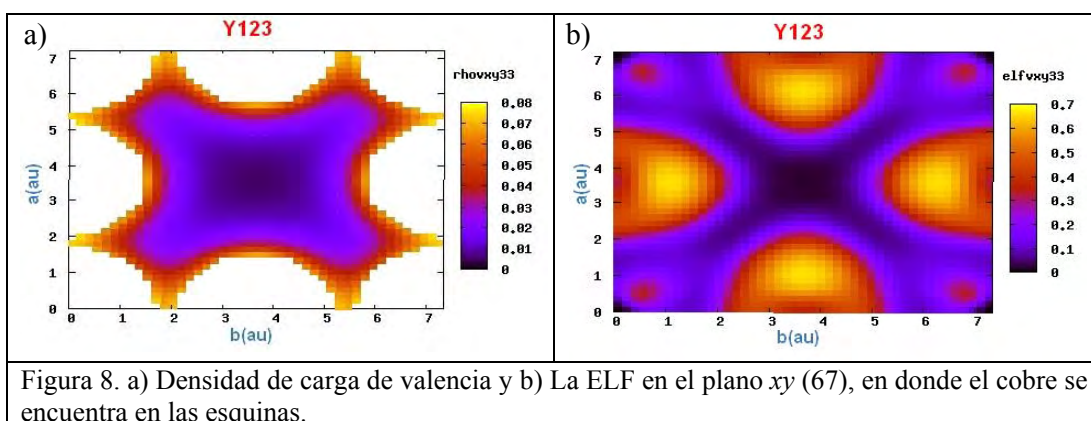 a)
Y123
rhovxy33
7
6
5
4
3
2
1
0
a(au)
0 1 2 3 4 5 6 7
b(au)
0.08
0.07
0.06
0.05
0.04
0.03
0.02
0.01
0
b)
Y123
elfvxy33
7
6
5
4
3
2
1
0
a(au)
0 1 2 3 4 5 6 7
b(au)
0.7
0.6
0.5
0.4
0.3
0.2
0.1
0
Figura 8. a) Densidad de carga de valencia y b) La ELF en el plano xy (67), en donde el cobre se
encuentra en las esquinas.